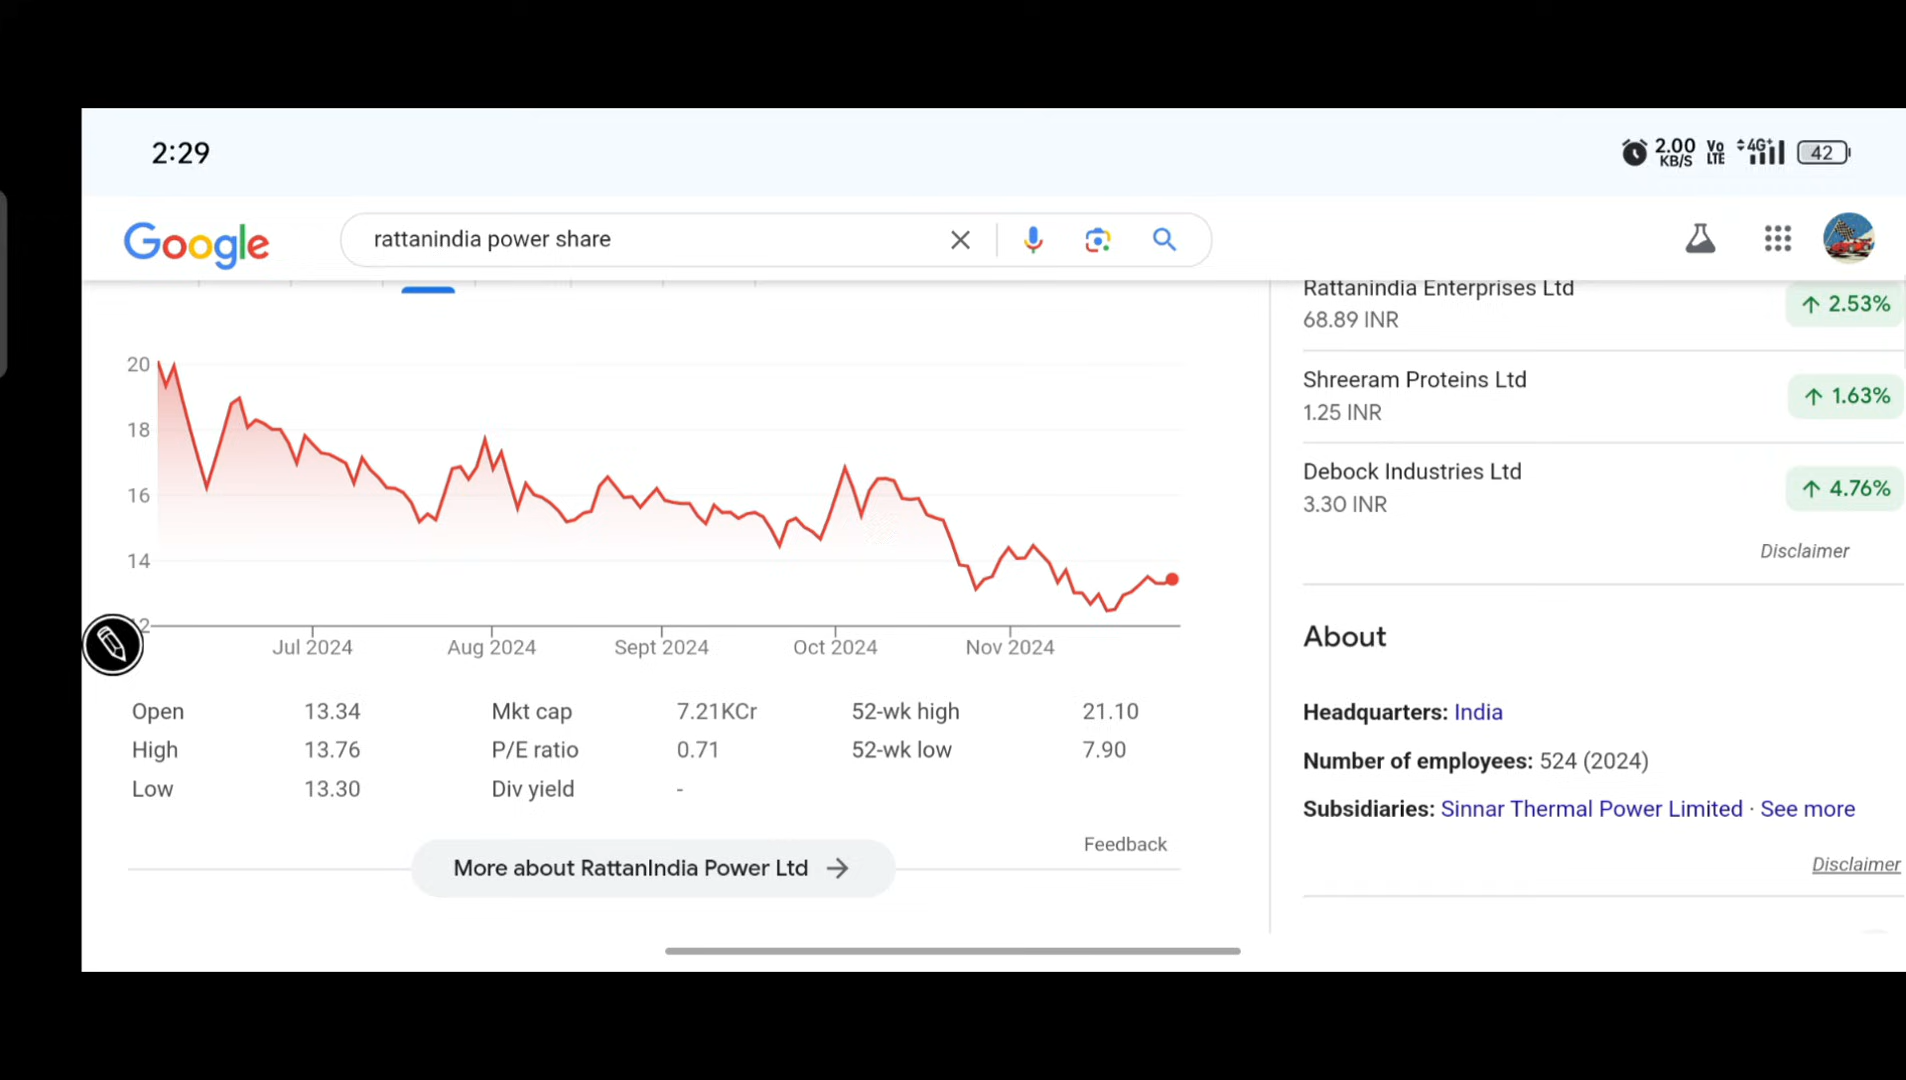 2:29
2.00 KB/S Vo LTE 4G+ 42
Google
rattanindia power share
20
18
16
14
Jul 2024 Aug 2024 Sept 2024 Oct 2024 Nov 2024
Open 13.34 Mkt cap 7.21KCr 52-wk high 21.10
High 13.76 P/E ratio 0.71 52-wk low 7.90
Low 13.30 Div yield -
Feedback
More about RattanIndia Power Ltd →
Rattanindia Enterprises Ltd
68.89 INR
↑ 2.53%
Shreeram Proteins Ltd
1.25 INR
↑ 1.63%
Debock Industries Ltd
3.30 INR
↑ 4.76%
Disclaimer
About
Headquarters: India
Number of employees: 524 (2024)
Subsidiaries: Sinnar Thermal Power Limited · See more
Disclaimer